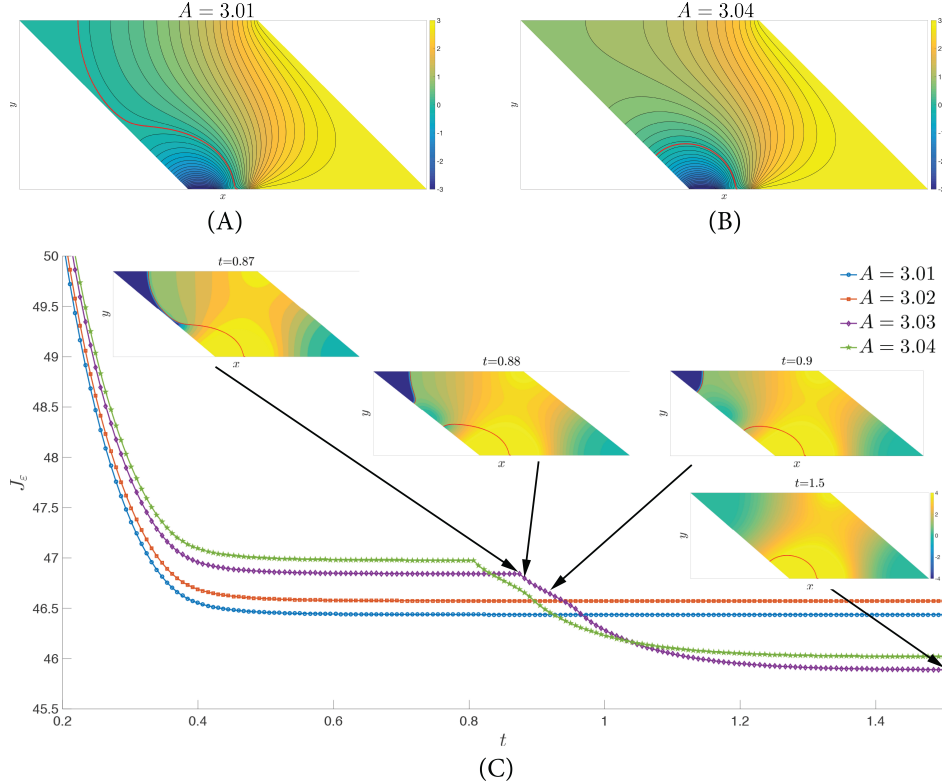 A = 3.01
A = 3.04
3
2
1
0
-1
-2
-3
3
2
1
0
-1
-2
-3
y
x
y
x
(A)
(B)
50
49.5
49
48.5
48
47.5
47
46.5
46
45.5
J_ε
t=0.87
y
x
t=0.88
y
x
t=0.9
y
x
t=1.5
y
x
4
2
0
-2
-4
A = 3.01
A = 3.02
A = 3.03
A = 3.04
0.2
0.4
0.6
0.8
1
1.2
1.4
t
(C)